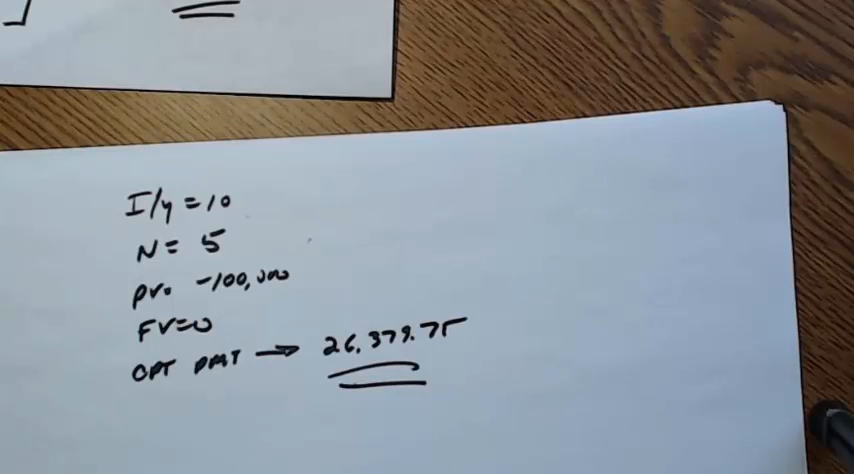 I/y = 10
N = 5
PV= -100,000
FV=0
CPT PMT → 26,379.75